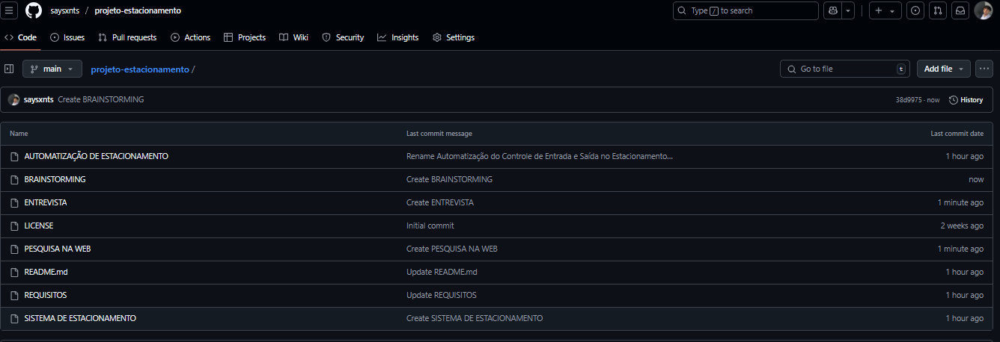 saysxnts / projeto-estacionamento Type / to search
Code Issues Pull requests Actions Projects Wiki Security Insights Settings
main projeto-estacionamento / Go to file t Add file
saysxnts Create BRAINSTORMING 38d9975 · now History
Name Last commit message Last commit date
AUTOMATIZAÇÃO DE ESTACIONAMENTO Rename Automatização do Controle de Entrada e Saída no Estacionamento... 1 hour ago
BRAINSTORMING Create BRAINSTORMING now
ENTREVISTA Create ENTREVISTA 1 minute ago
LICENSE Initial commit 2 weeks ago
PESQUISA NA WEB Create PESQUISA NA WEB 1 minute ago
README.md Update README.md 1 hour ago
REQUISITOS Update REQUISITOS 1 hour ago
SISTEMA DE ESTACIONAMENTO Create SISTEMA DE ESTACIONAMENTO 1 hour ago